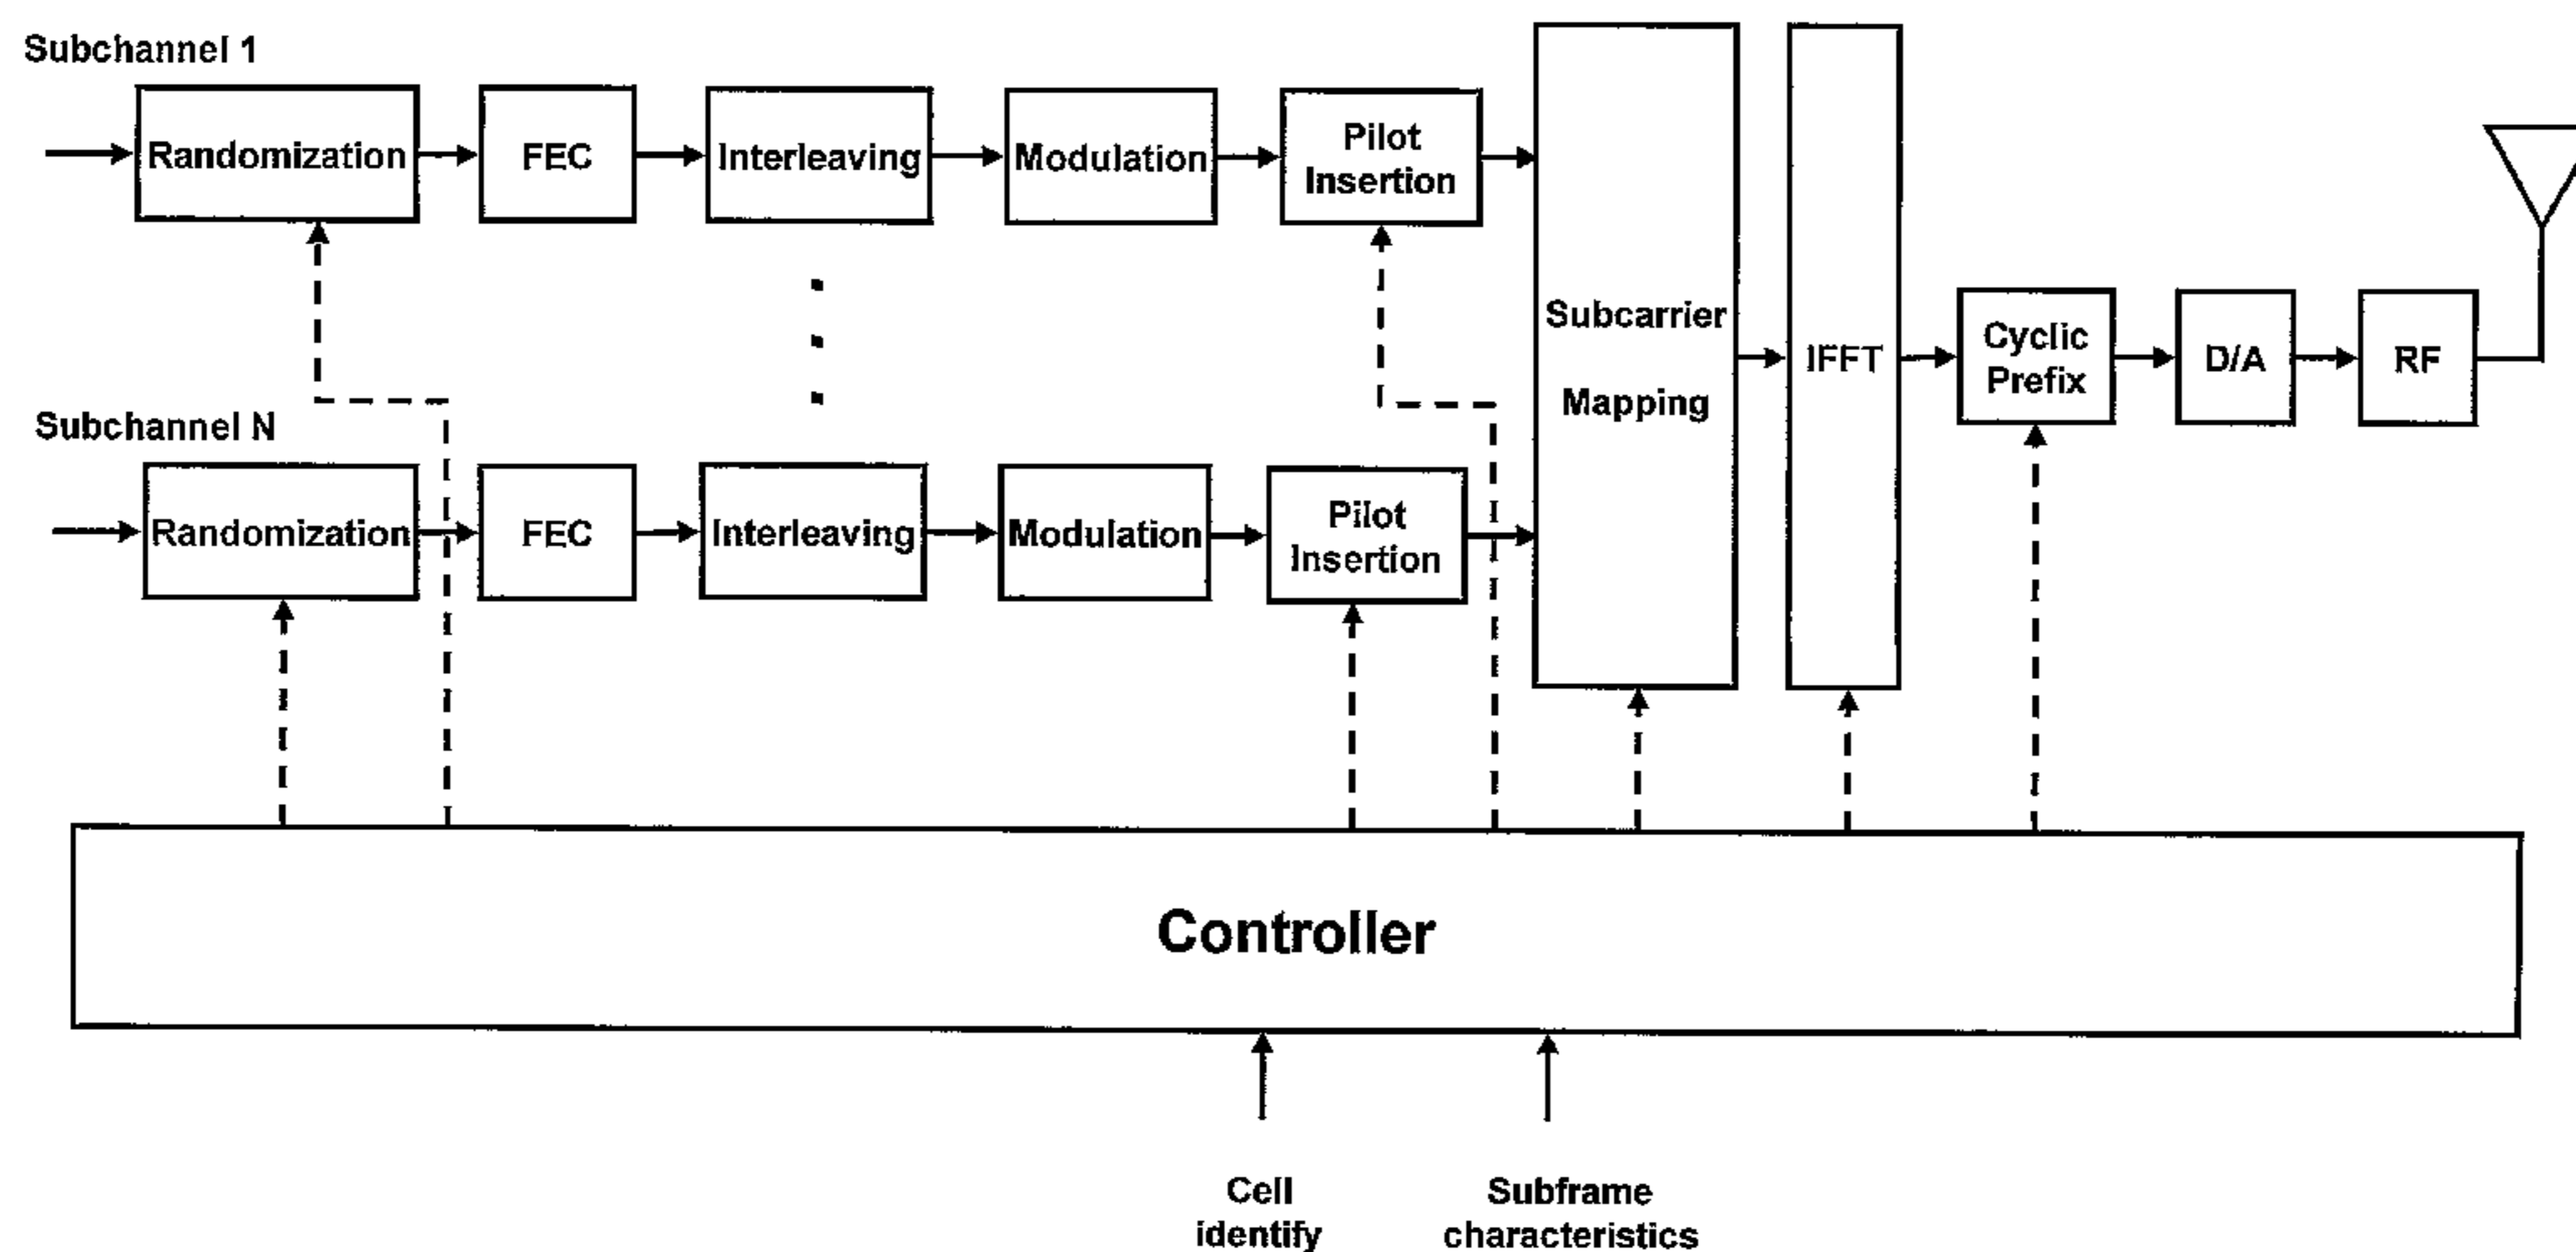 Subchannel 1
Randomization
FEC
Interleaving
Modulation
Pilot
Insertion
Subcarrier
Mapping
IFFT
Cyclic
Prefix
D/A
RF
Subchannel N
Randomization
FEC
Interleaving
Modulation
Pilot
Insertion
Controller
Cell
identify
Subframe
characteristics